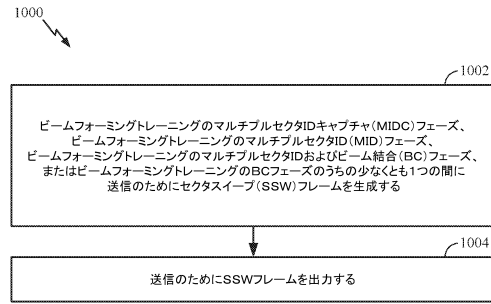 1000
1002
ビームフォーミングトレーニングのマルチプルセクタIDキャプチャ(MIDC)フェーズ、
ビームフォーミングトレーニングのマルチプルセクタID(MID)フェーズ、
ビームフォーミングトレーニングのマルチプルセクタIDおよびビーム結合(BC)フェーズ、
またはビームフォーミングトレーニングのBCフェーズのうちの少なくとも1つの間に
送信のためにセクタスイープ(SSW)フレームを生成する
1004
送信のためにSSWフレームを出力する